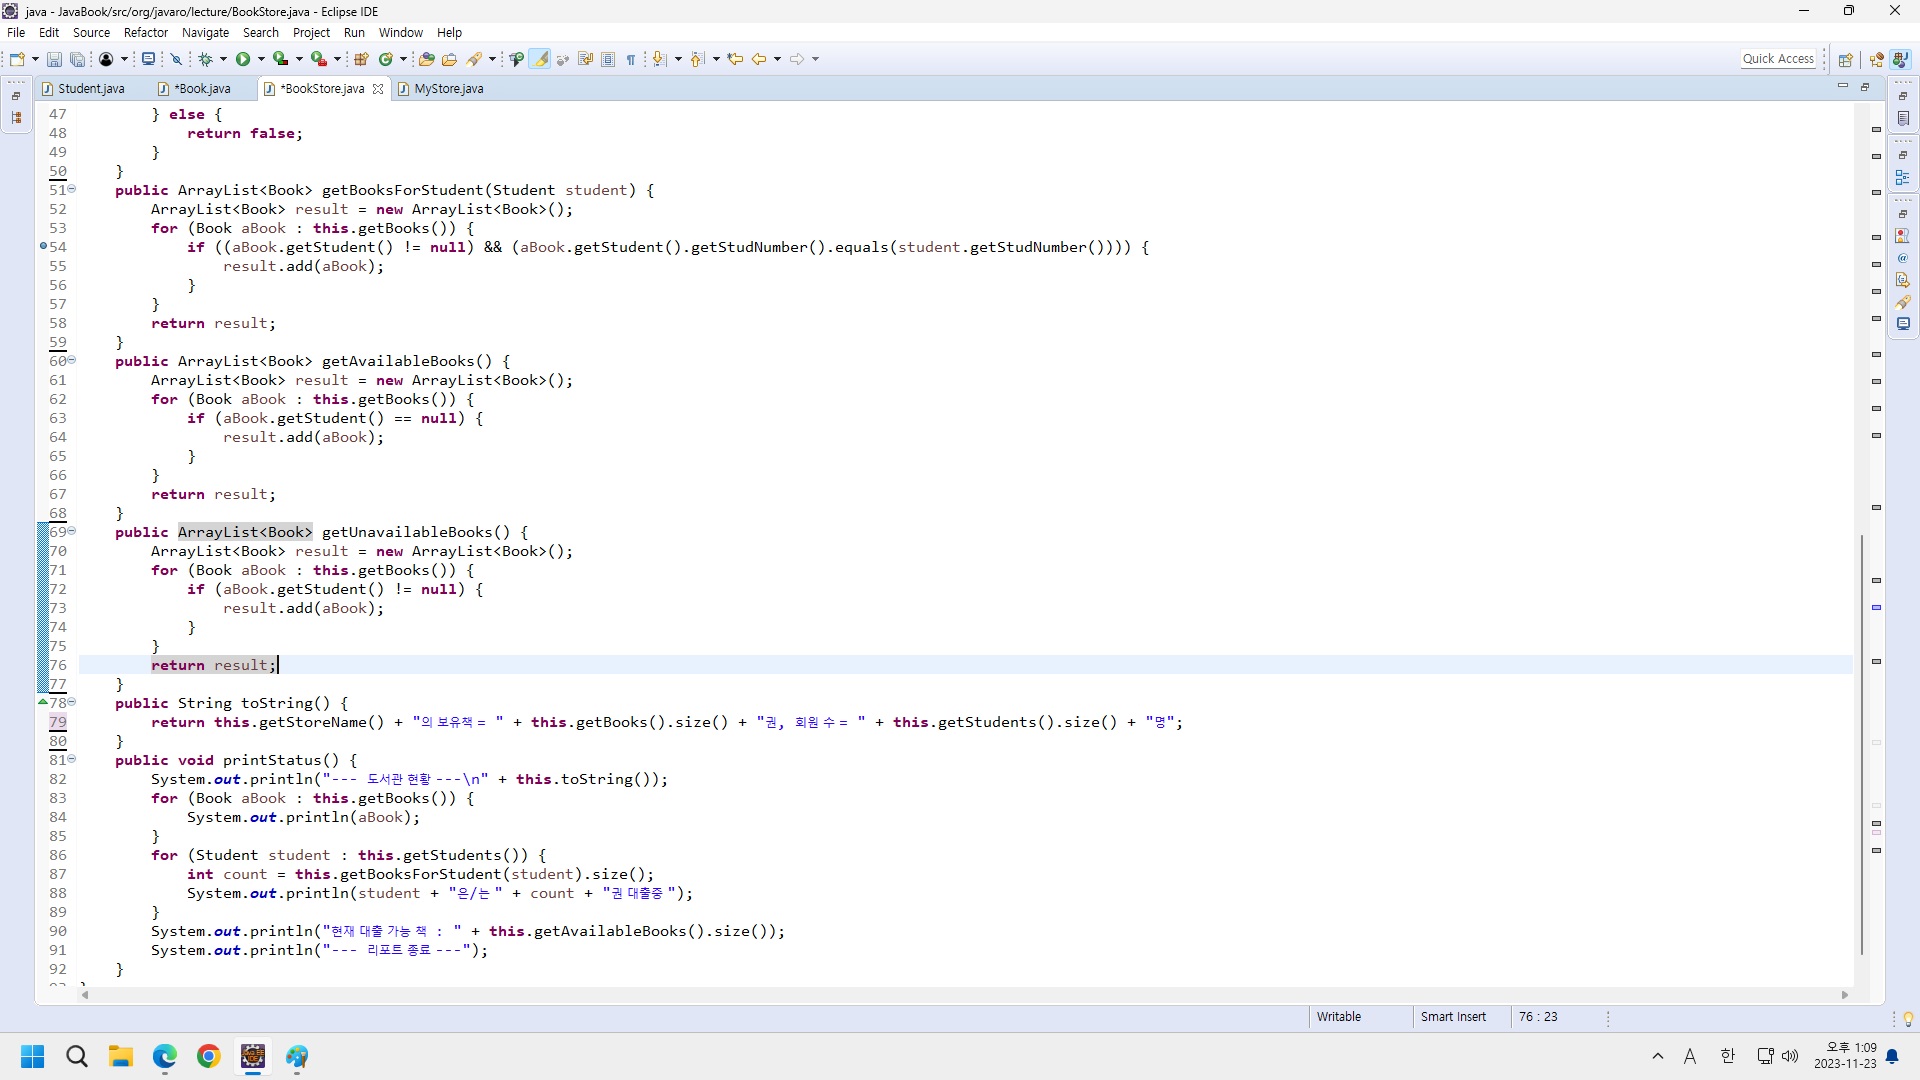 java - JavaBook/src/org/javaro/lecture/BookStore.java - Eclipse IDE
File Edit Source Refactor Navigate Search Project Run Window Help
Quick Access
Student.java *Book.java *BookStore.java MyStore.java
47 } else {
48 return false;
49 }
50 }
51 public ArrayList<Book> getBooksForStudent(Student student) {
52 ArrayList<Book> result = new ArrayList<Book>();
53 for (Book aBook : this.getBooks()) {
54 if ((aBook.getStudent() != null) && (aBook.getStudent().getStudNumber().equals(student.getStudNumber()))) {
55 result.add(aBook);
56 }
57 }
58 return result;
59 }
60 public ArrayList<Book> getAvailableBooks() {
61 ArrayList<Book> result = new ArrayList<Book>();
62 for (Book aBook : this.getBooks()) {
63 if (aBook.getStudent() == null) {
64 result.add(aBook);
65 }
66 }
67 return result;
68 }
69 public ArrayList<Book> getUnavailableBooks() {
70 ArrayList<Book> result = new ArrayList<Book>();
71 for (Book aBook : this.getBooks()) {
72 if (aBook.getStudent() != null) {
73 result.add(aBook);
74 }
75 }
76 return result;
77 }
78 public String toString() {
79 return this.getStoreName() + "의 보유책 = " + this.getBooks().size() + "권, 회원 수 = " + this.getStudents().size() + "명";
80 }
81 public void printStatus() {
82 System.out.println("--- 도서관 현황 ---\n" + this.toString());
83 for (Book aBook : this.getBooks()) {
84 System.out.println(aBook);
85 }
86 for (Student student : this.getStudents()) {
87 int count = this.getBooksForStudent(student).size();
88 System.out.println(student + "은/는 " + count + "권 대출중 ");
89 }
90 System.out.println("현재 대출 가능 책 : " + this.getAvailableBooks().size());
91 System.out.println("--- 리포트 종료 ---");
92 }
Writable Smart Insert 76 : 23
A 한 오후 1:09
2023-11-23